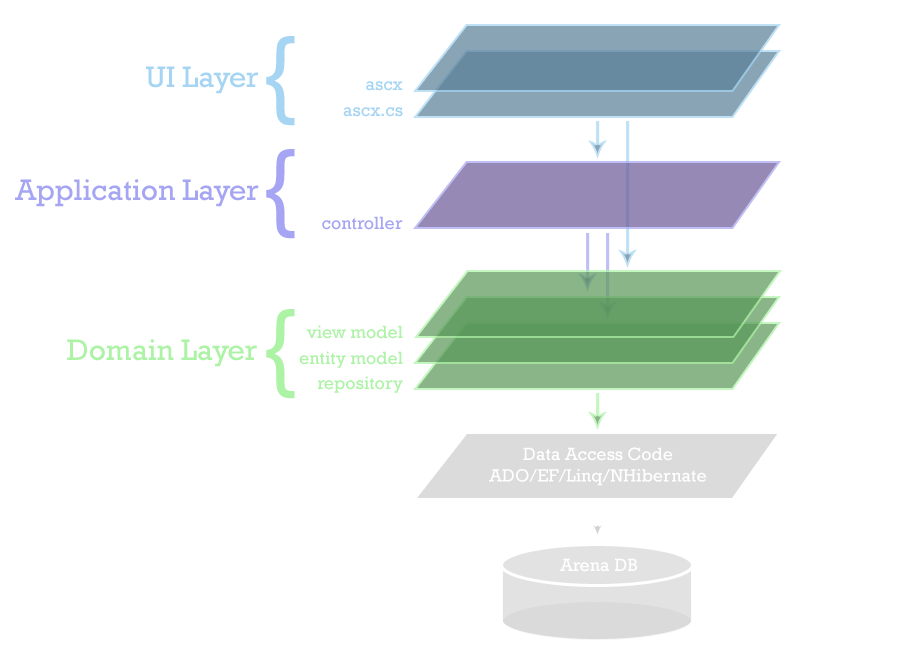 UI Layer
ascx
ascx.cs
Application Layer
controller
Domain Layer
view model
entity model
repository
Data Access Code
ADO/EF/Linq/NHibernate
Arena DB